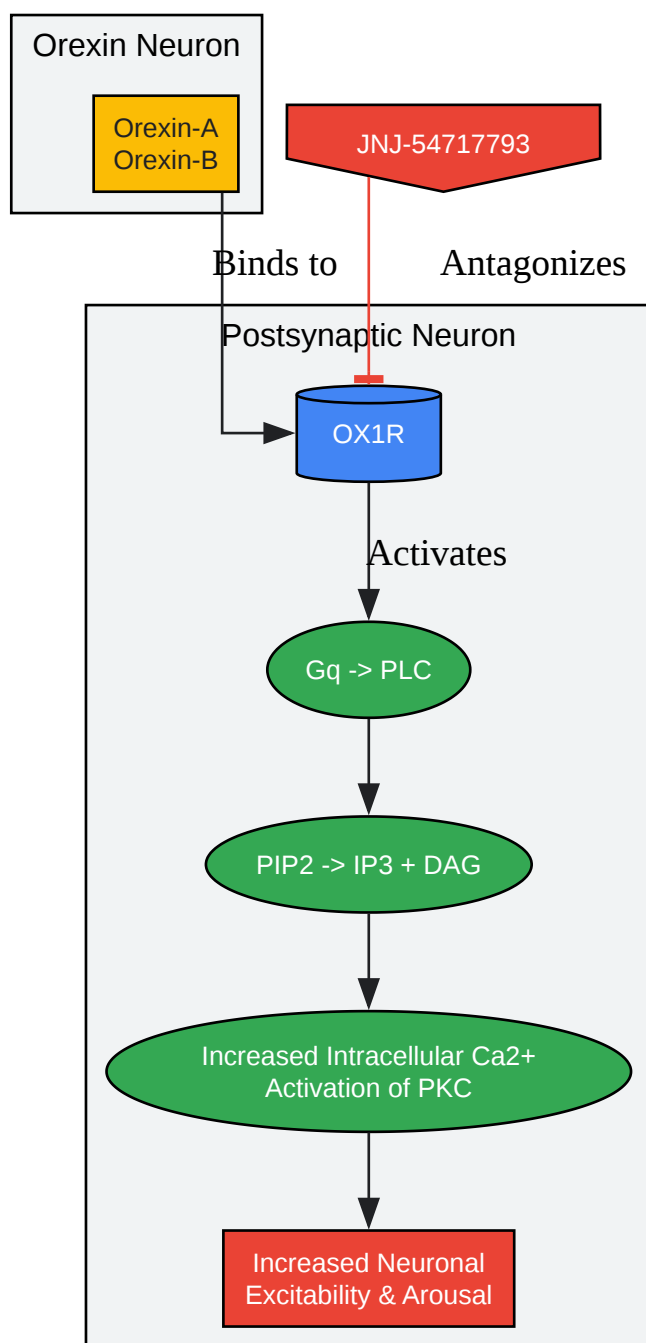 Orexin Neuron
Orexin-A
Orexin-B
JNJ-54717793
Binds to
Antagonizes
Postsynaptic Neuron
OX1R
Activates
Gq -> PLC
PIP2 -> IP3 + DAG
Increased Intracellular Ca2+
Activation of PKC
Increased Neuronal
Excitability & Arousal